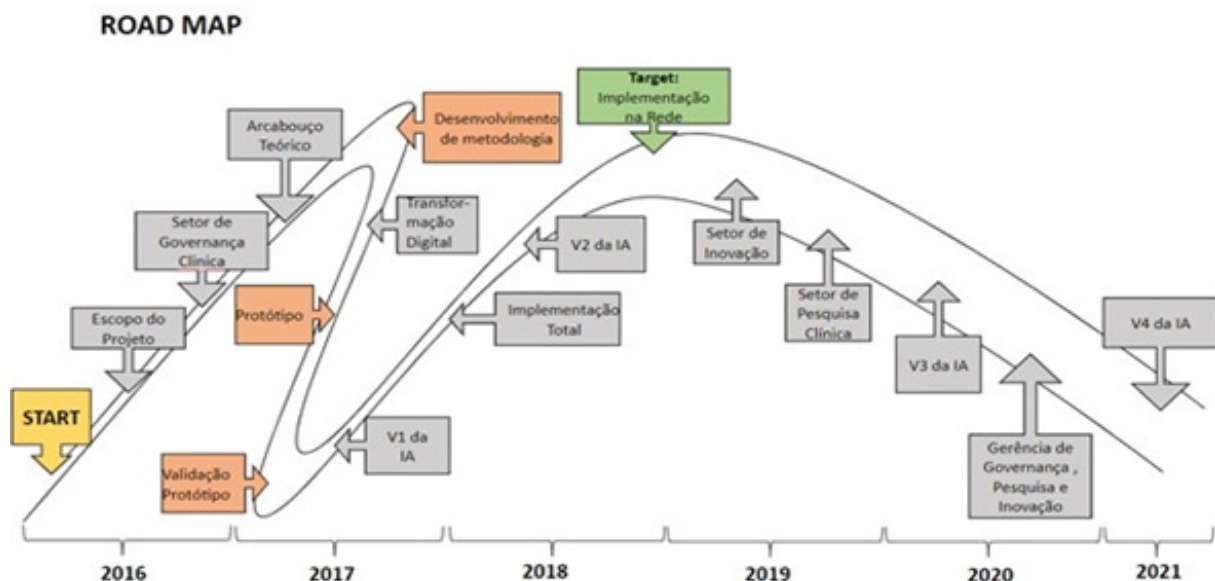 ROAD MAP
START
Escopo do
Projeto
Setor de
Governança
Clínica
Arcabouço
Teórico
Desenvolvimento
de metodologia
Transfor-
mação
Digital
Protótipo
Validação
Protótipo
V1 da
IA
Implementação
Total
V2 da IA
Target:
Implementação
na Rede
Setor de
Inovação
Setor de
Pesquisa
Clínica
V3 da IA
Gerência de
Governança ,
Pesquisa e
Inovação
V4 da IA
2016
2017
2018
2019
2020
2021